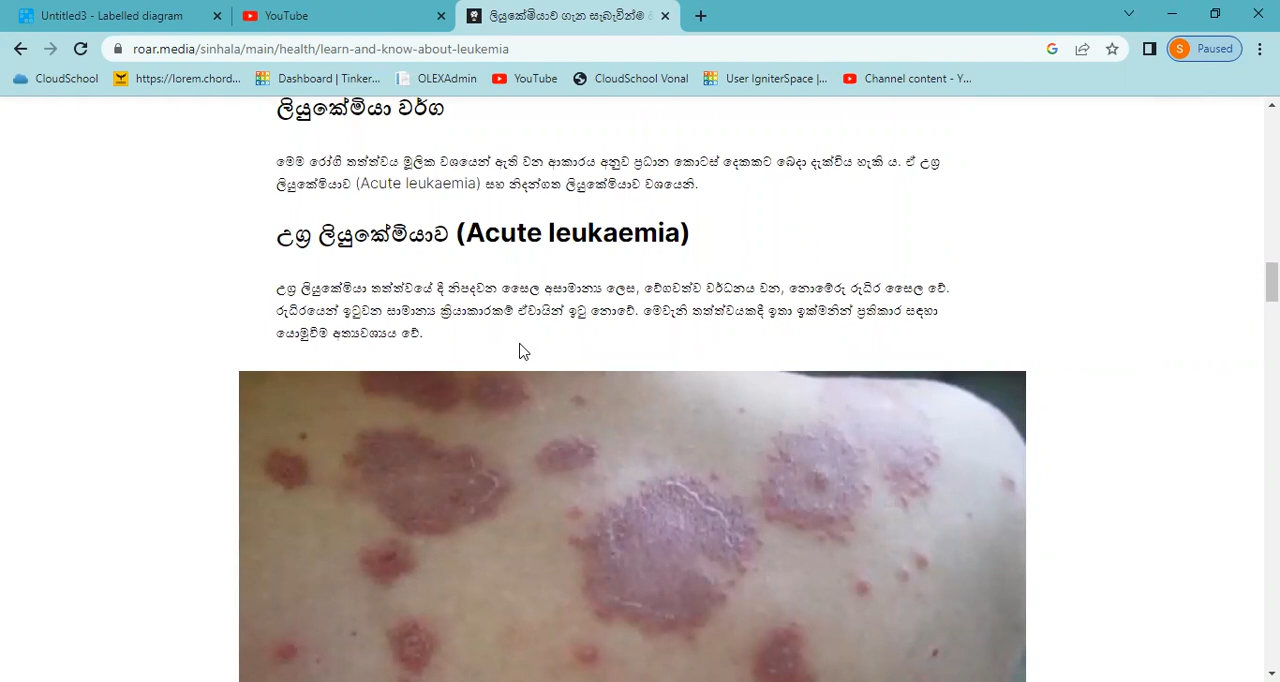 Untitled3 - Labelled diagram
YouTube
ලියුකේමියාව ගැන සැබැවින්ම
roar.media/sinhala/main/health/learn-and-know-about-leukemia
S Paused
CloudSchool
https://lorem.chord...
Dashboard | Tinker...
OLEXAdmin
YouTube
CloudSchool Vonal
User IgniterSpace |...
Channel content - Y...
ලියුකේමියා වර්ග
මෙම රෝගී තත්ත්වය මූලික වශයෙන් ඇති වන ආකාරය අනුව ප්‍රධාන කොටස් දෙකකට බෙදා දැක්විය හැකි ය. ඒ උග්‍ර
ලියුකේමියාව (Acute leukaemia) සහ නිදන්ගත ලියුකේමියාව වශයෙනි.
උග්‍ර ලියුකේමියාව (Acute leukaemia)
උග්‍ර ලියුකේමියා තත්ත්වයේ දී නිපදවන සෛල අසාමාන්‍ය ලෙස, වේගවත්ව වර්ධනය වන, නොමේරූ රුධිර සෛල වේ.
රුධිරයෙන් ඉටුවන සාමාන්‍ය ක්‍රියාකාරකම් ඒවායින් ඉටු නොවේ. මෙවැනි තත්ත්වයකදී ඉතා ඉක්මනින් ප්‍රතිකාර සඳහා
යොමුවීම අත්‍යවශ්‍යය වේ.